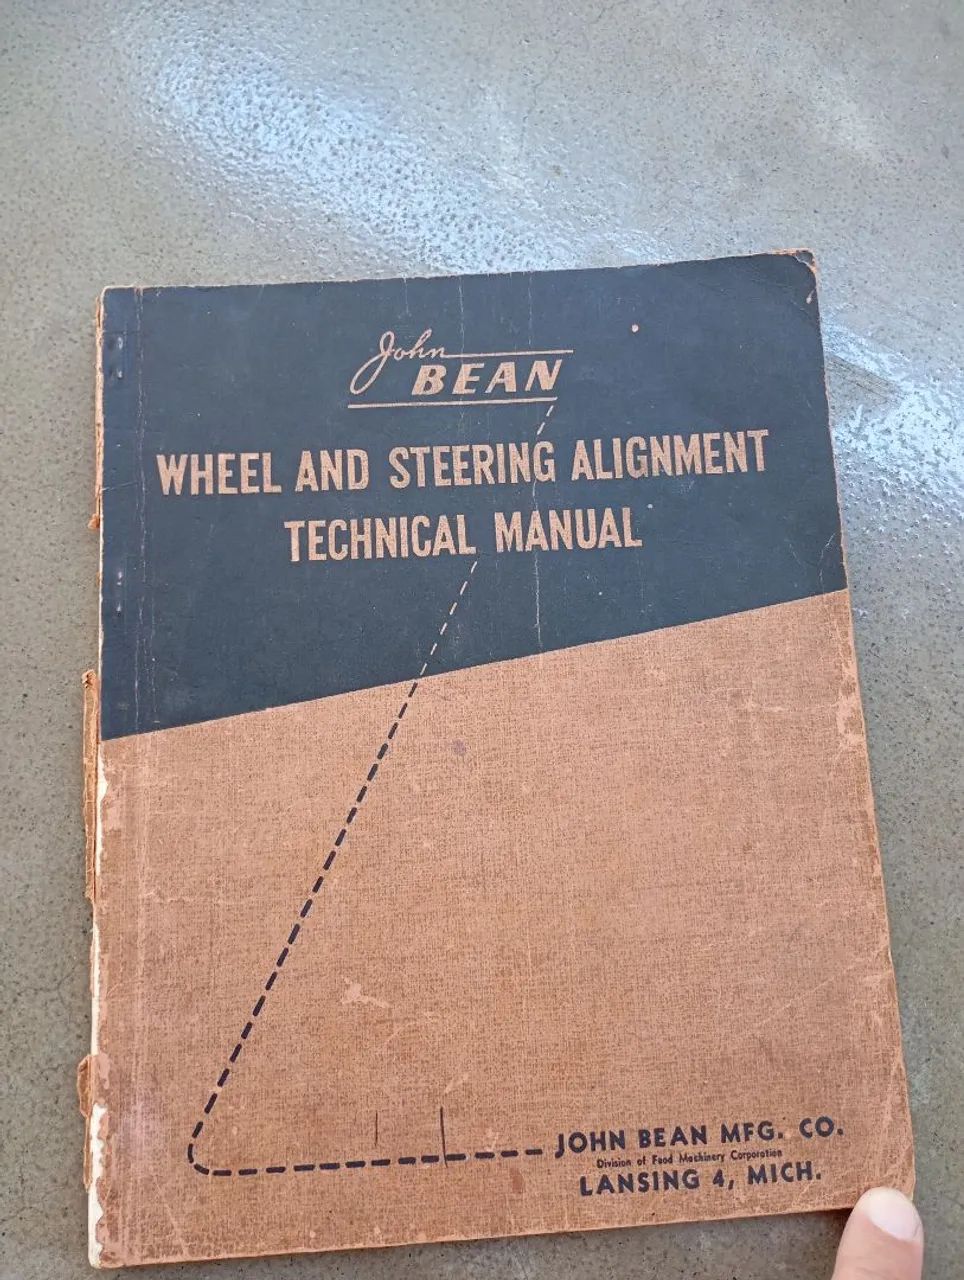 John
BEAN
WHEEL AND STEERING ALIGNMENT
TECHNICAL MANUAL
JOHN BEAN MFG. CO.
Division of Food Machinery Corporation
LANSING 4, MICH.